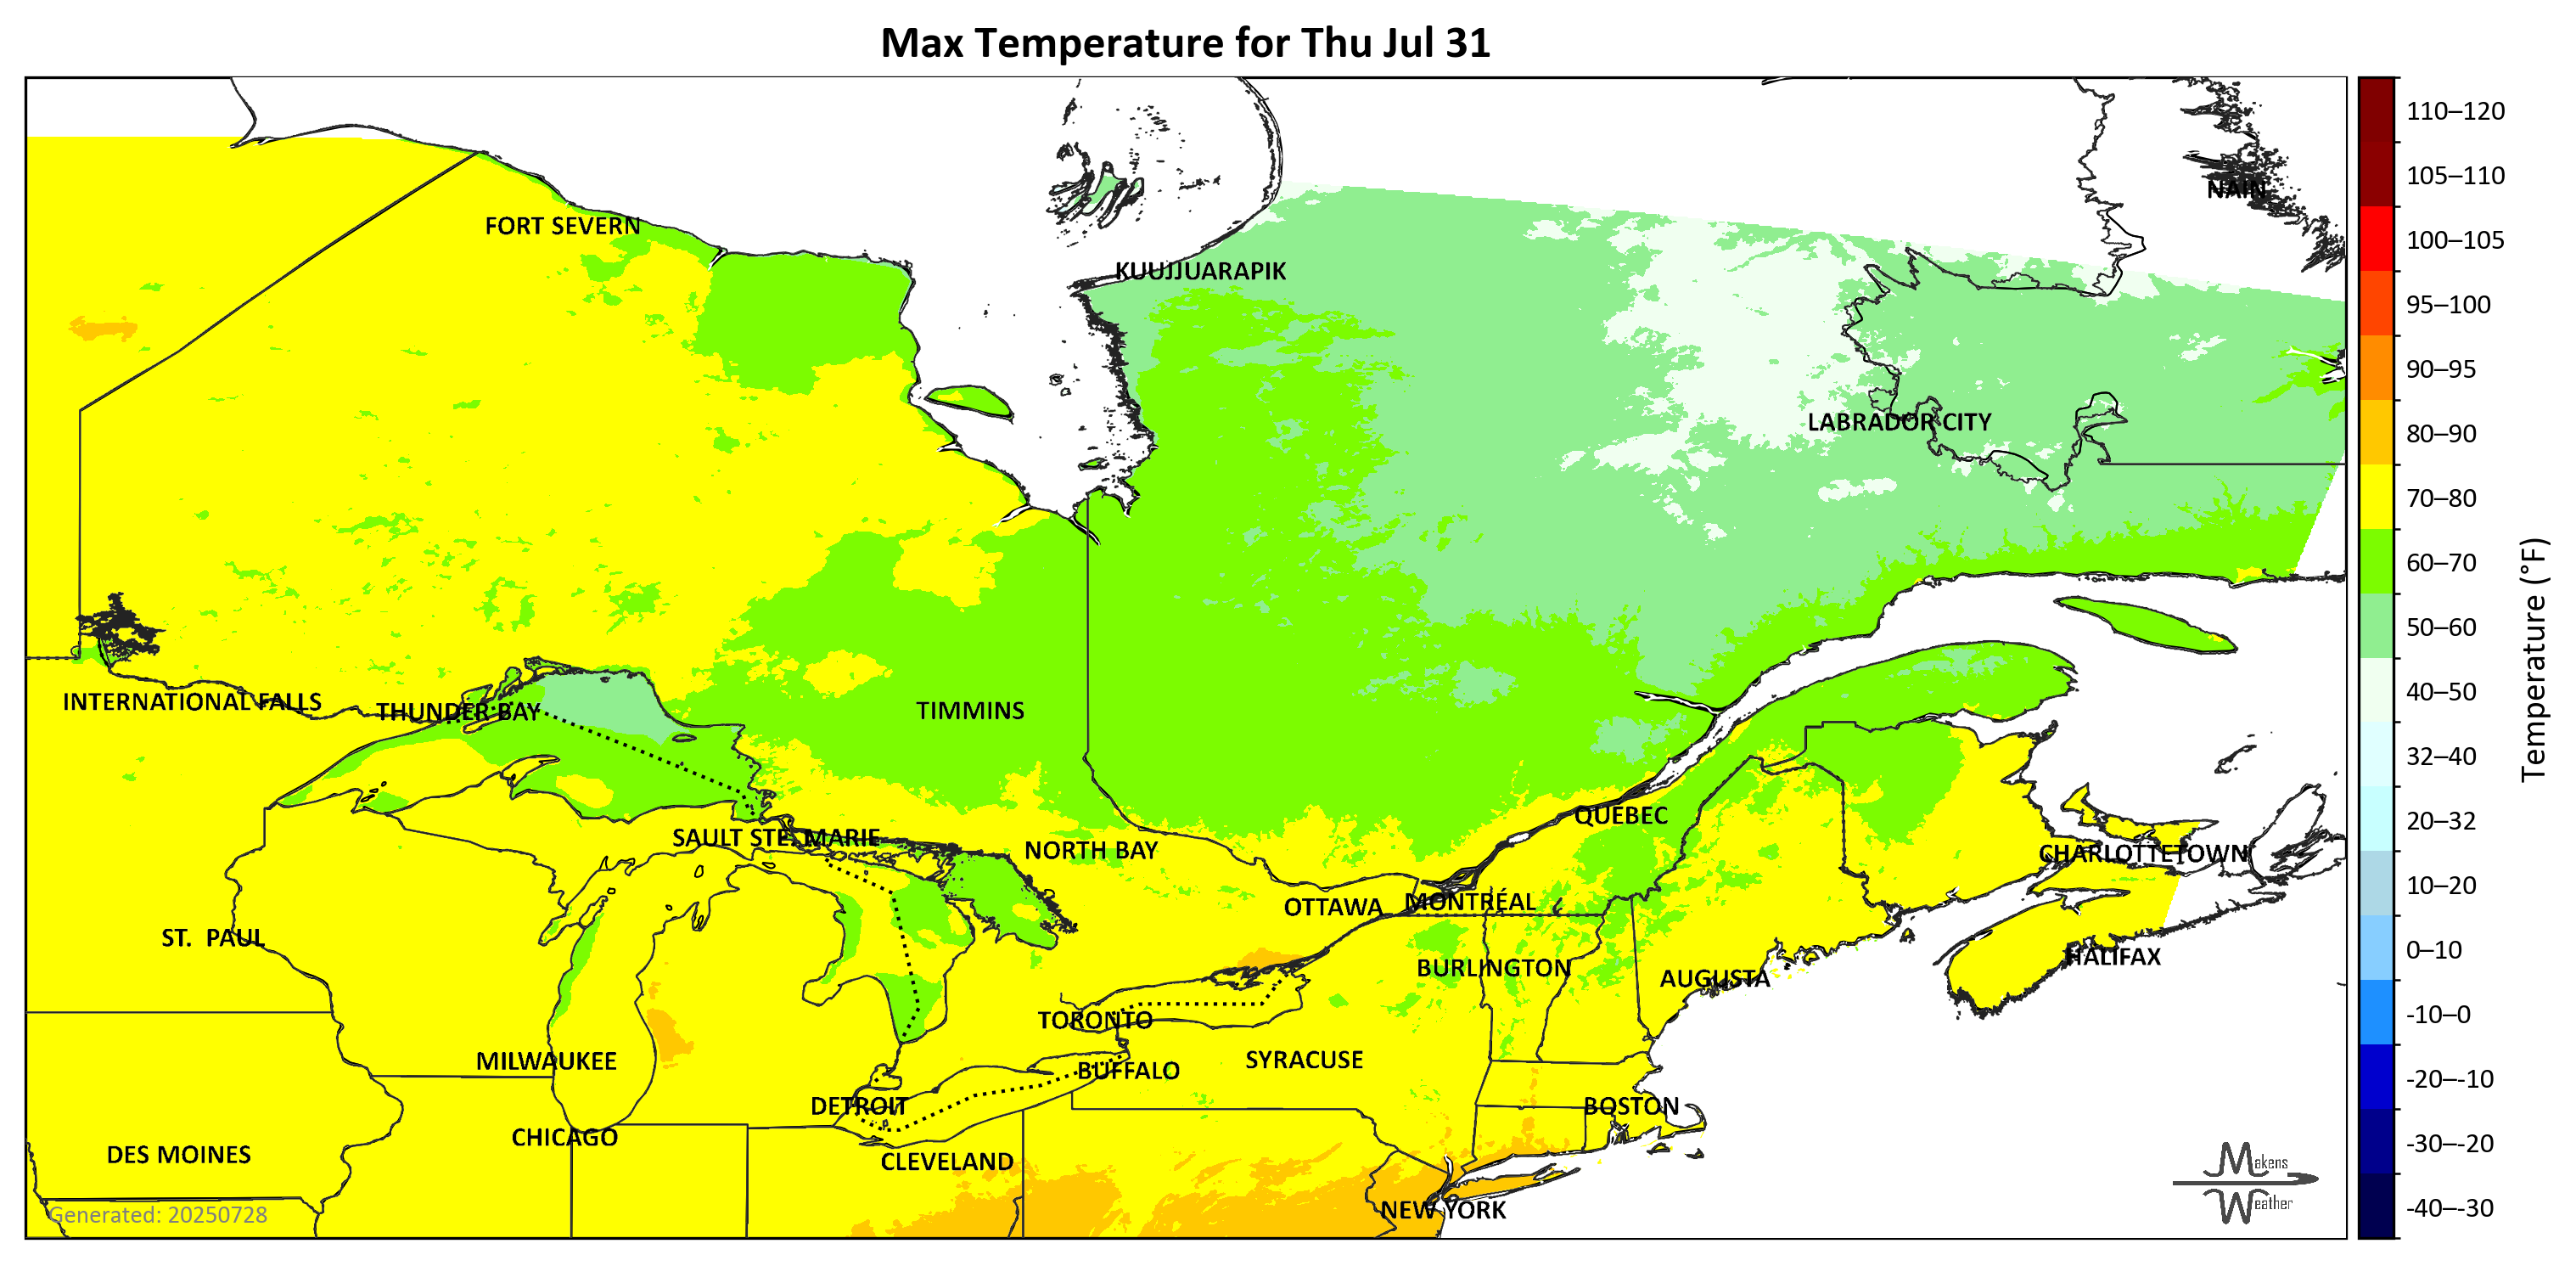 Max Temperature for Thu Jul 31
NAIN
FORT SEVERN
KUUJJUARAPIK
LABRADOR CITY
INTERNATIONAL FALLS
THUNDER BAY
TIMMINS
QUÉBEC
SAULT STE. MARIE
NORTH BAY
CHARLOTTETOWN
OTTAWA
MONTRÉAL
ST. PAUL
HALIFAX
BURLINGTON
AUGUSTA
TORONTO
MILWAUKEE
SYRACUSE
BUFFALO
DETROIT
BOSTON
CHICAGO
DES MOINES
CLEVELAND
NEW YORK
Generated: 20250728
Makens
Weather
110–120
105–110
100–105
95–100
90–95
80–90
70–80
60–70
50–60
40–50
32–40
20–32
10–20
0–10
-10–0
-20–-10
-30–-20
-40–-30
Temperature (°F)